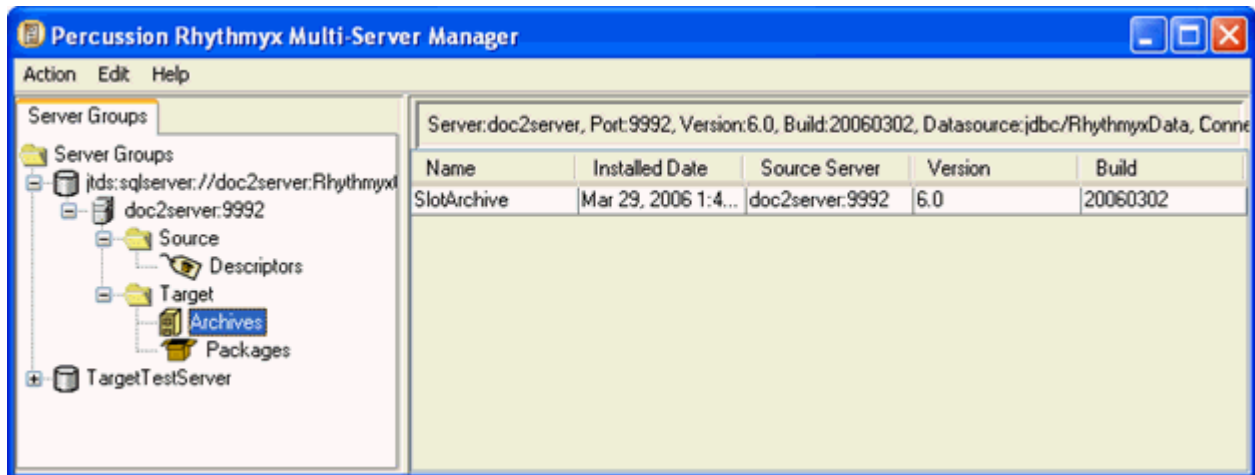 Percussion Rhythmyx Multi-Server Manager
Action Edit Help
Server Groups
Server Groups
jtds:sqlserver://doc2server:Rhythmyx
doc2server:9992
Source
Descriptors
Target
Archives
Packages
TargetTestServer
Server:doc2server, Port:9992, Version:6.0, Build:20060302, Datasource:jdbc/RhythmyxData, Conne
Name Installed Date Source Server Version Build
SlotArchive Mar 29, 2006 1:4... doc2server:9992 6.0 20060302